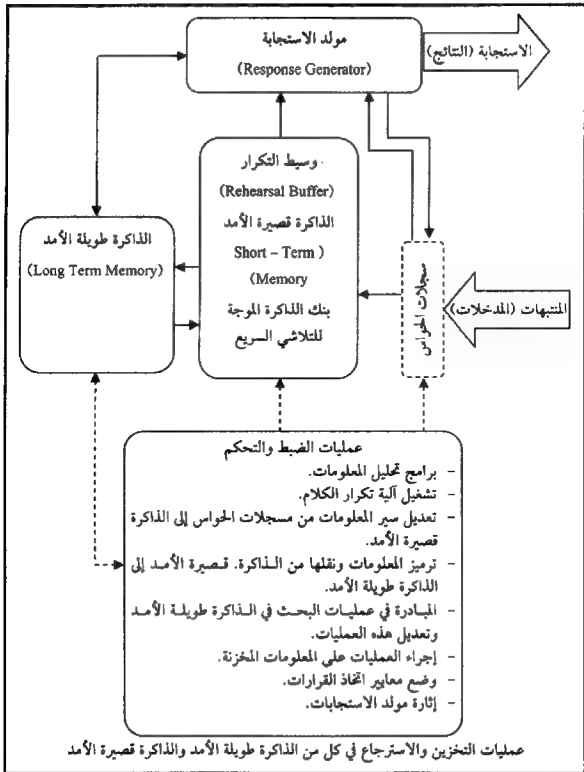 مولد الاستجابة
(Response Generator)
الاستجابة (النتائج)
وسيط التكرار
(Rehearsal Buffer)
الذاكرة قصيرة الأمد
Short – Term )
(Memory
بنك الذاكرة الموجة
للتلاشي السريع
الذاكرة طويلة الأمد
(Long Term Memory)
سجلات الحواس
المنتبهات (المدخلات)
عمليات الضبط والتحكم
- برامج تحليل المعلومات.
- تشغيل آلية تكرار الكلام.
- تعديل سير المعلومات من مسجلات الحواس إلى الذاكرة
قصيرة الأمد.
- ترميز المعلومات ونقلها من الذاكرة. قصيرة الأمد إلى
الذاكرة طويلة الأمد.
- المبادرة في عمليات البحث في الذاكرة طويلة الأمد
وتعديل هذه العمليات.
- إجراء العمليات على المعلومات المخزنة.
- وضع معايير اتخاذ القرارات.
- إثارة مولد الاستجابات.
عمليات التخزين والاسترجاع في كل من الذاكرة طويلة الأمد والذاكرة قصيرة الأمد